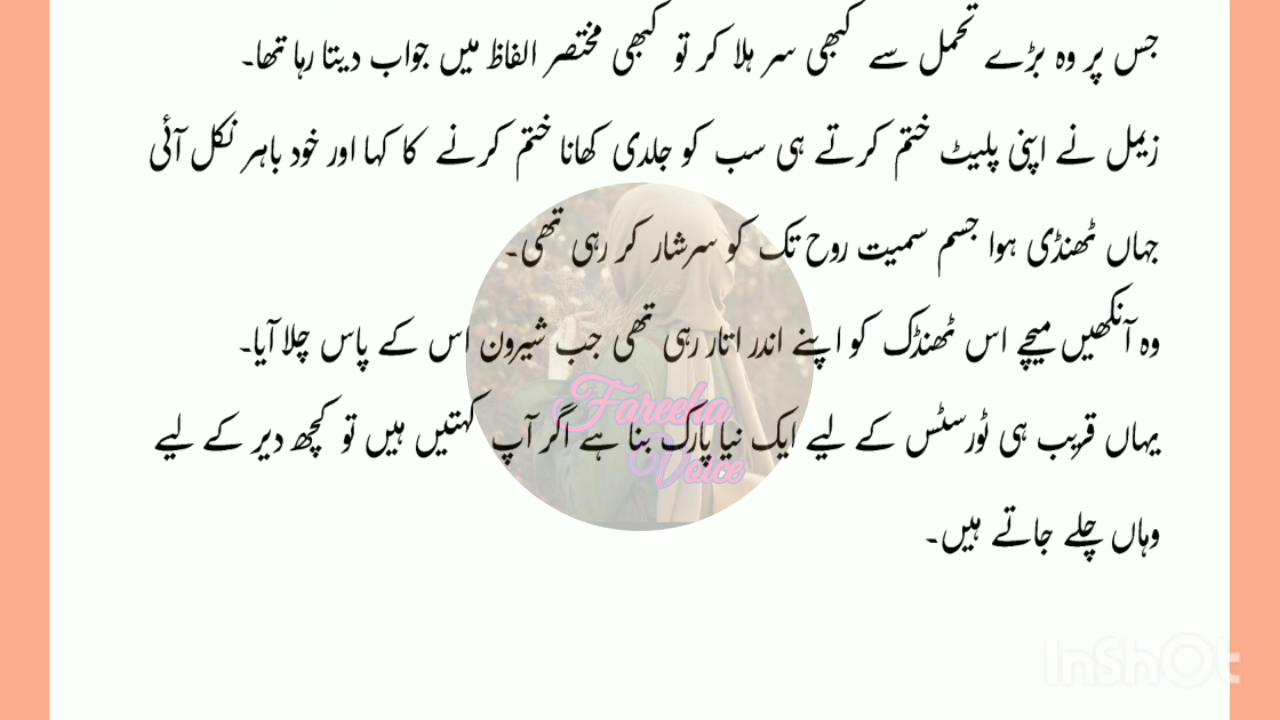 جس پر وہ بڑے تحمل سے کبھی سر ہلا کر تو کبھی مختصر الفاظ میں جواب دیتا رہا تھا۔
زیمل نے اپنی پلیٹ ختم کرتے ہی سب کو جلدی کھانا ختم کرنے کا کہا اور خود باہر نکل آئی
جہاں ٹھنڈی ہوا جسم سمیت روح تک کو سرشار کر رہی تھی۔
وہ آنکھیں میچے اس ٹھنڈک کو اپنے اندر اتار رہی تھی جب شیرون اس کے پاس چلا آیا۔
یہاں قریب ہی ٹورسٹس کے لیے ایک نیا پارک بنا ہے اگر آپ کہتیں ہیں تو کچھ دیر کے لیے
وہاں چلے جاتے ہیں۔
Fareeha
Voice
InShOt